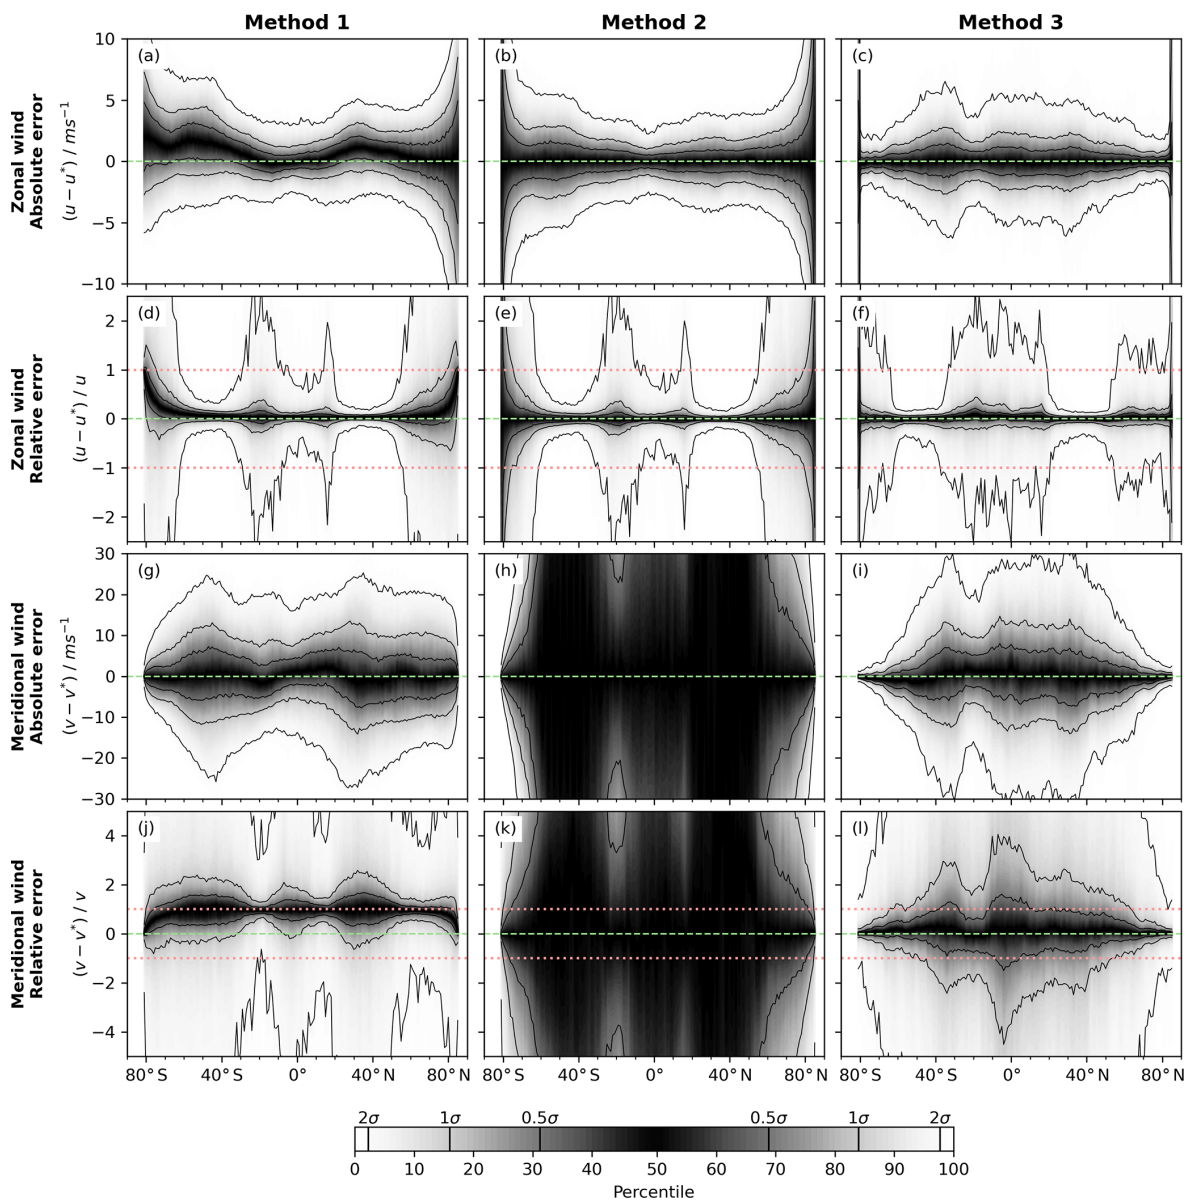 Method 1 Method 2 Method 3
Zonal wind
Absolute error
(u − u*) / ms⁻¹
10
5
0
−5
−10
(a) (b) (c)
Zonal wind
Relative error
(u − u*) / u
2
1
0
−1
−2
(d) (e) (f)
Meridional wind
Absolute error
(v − v*) / ms⁻¹
30
20
10
0
−10
−20
−30
(g) (h) (i)
Meridional wind
Relative error
(v − v*) / v
4
2
0
−2
−4
(j) (k) (l)
80°S 40°S 0° 40°N 80°N 80°S 40°S 0° 40°N 80°N 80°S 40°S 0° 40°N 80°N
2σ 1σ 0.5σ 0.5σ 1σ 2σ
0 10 20 30 40 50 60 70 80 90 100
Percentile